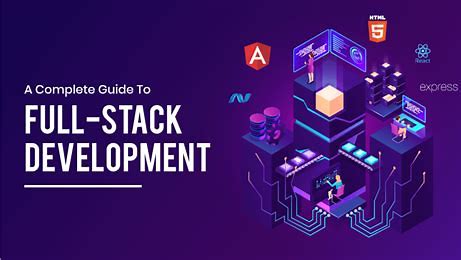 A Complete Guide To
FULL-STACK
DEVELOPMENT
HTML
5
React
express
A